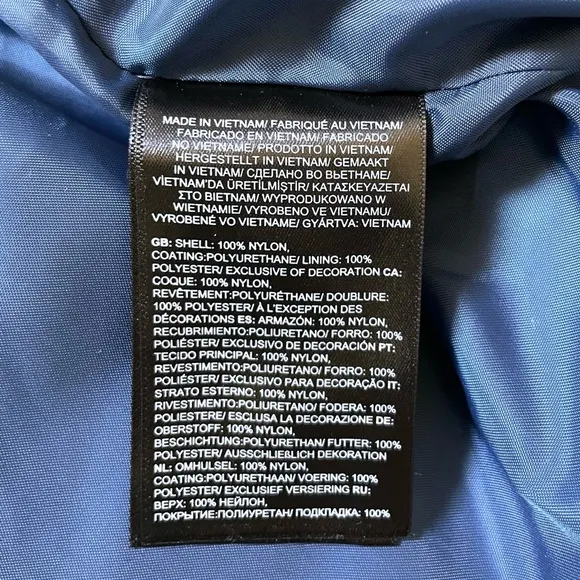 MADE IN VIETNAM/ FABRIQUÉ AU VIETNAM/
FABRICADO EN VIETNAM/ FABRICADO
NO VIETNAME/ PRODOTTO IN VIETNAM/
HERGESTELLT IN VIETNAM/ GEMAAKT
IN VIETNAM/ СДЕЛАНО ВО ВЬЕТНАМЕ/
VİETNAM'DA ÜRETİLMİŞTİR/ ΚΑΤΑΣΚΕΥΑΖΕΤΑΙ
ΣΤΟ ΒΙΕΤΝΑΜ/ WYPRODUKOWANO W
WIETNAMIE/ VYROBENO VE VIETNAMU/
VYROBENÉ VO VIETNAME/ GYÁRTVA: VIETNAM
GB: SHELL: 100% NYLON,
COATING:POLYURETHANE/ LINING: 100%
POLYESTER/ EXCLUSIVE OF DECORATION CA:
COQUE: 100% NYLON,
REVÊTEMENT:POLYURÉTHANE/ DOUBLURE:
100% POLYESTER/ À L'EXCEPTION DES
DÉCORATIONS ES: ARMAZÓN: 100% NYLON,
RECUBRIMIENTO:POLIURETANO/ FORRO: 100%
POLIÉSTER/ EXCLUSIVO DE DECORACIÓN PT:
TECIDO PRINCIPAL: 100% NYLON,
REVESTIMENTO:POLIURETANO/ FORRO: 100%
POLIÉSTER/ EXCLUSIVO PARA DECORAÇÃO IT:
STRATO ESTERNO: 100% NYLON,
RIVESTIMENTO:POLIURETANO/ FODERA: 100%
POLIESTERE/ ESCLUSA LA DECORAZIONE DE:
OBERSTOFF: 100% NYLON,
BESCHICHTUNG:POLYURETHAN/ FUTTER: 100%
POLYESTER/ AUSSCHLIEßLICH DEKORATION
NL: OMHULSEL: 100% NYLON,
COATING:POLYURETHAAN/ VOERING: 100%
POLYESTER/ EXCLUSIEF VERSIERING RU:
ВЕРХ: 100% НЕЙЛОН,
ПОКРЫТИЕ:ПОЛИУРЕТАН/ ПОДКЛАДКА: 100%